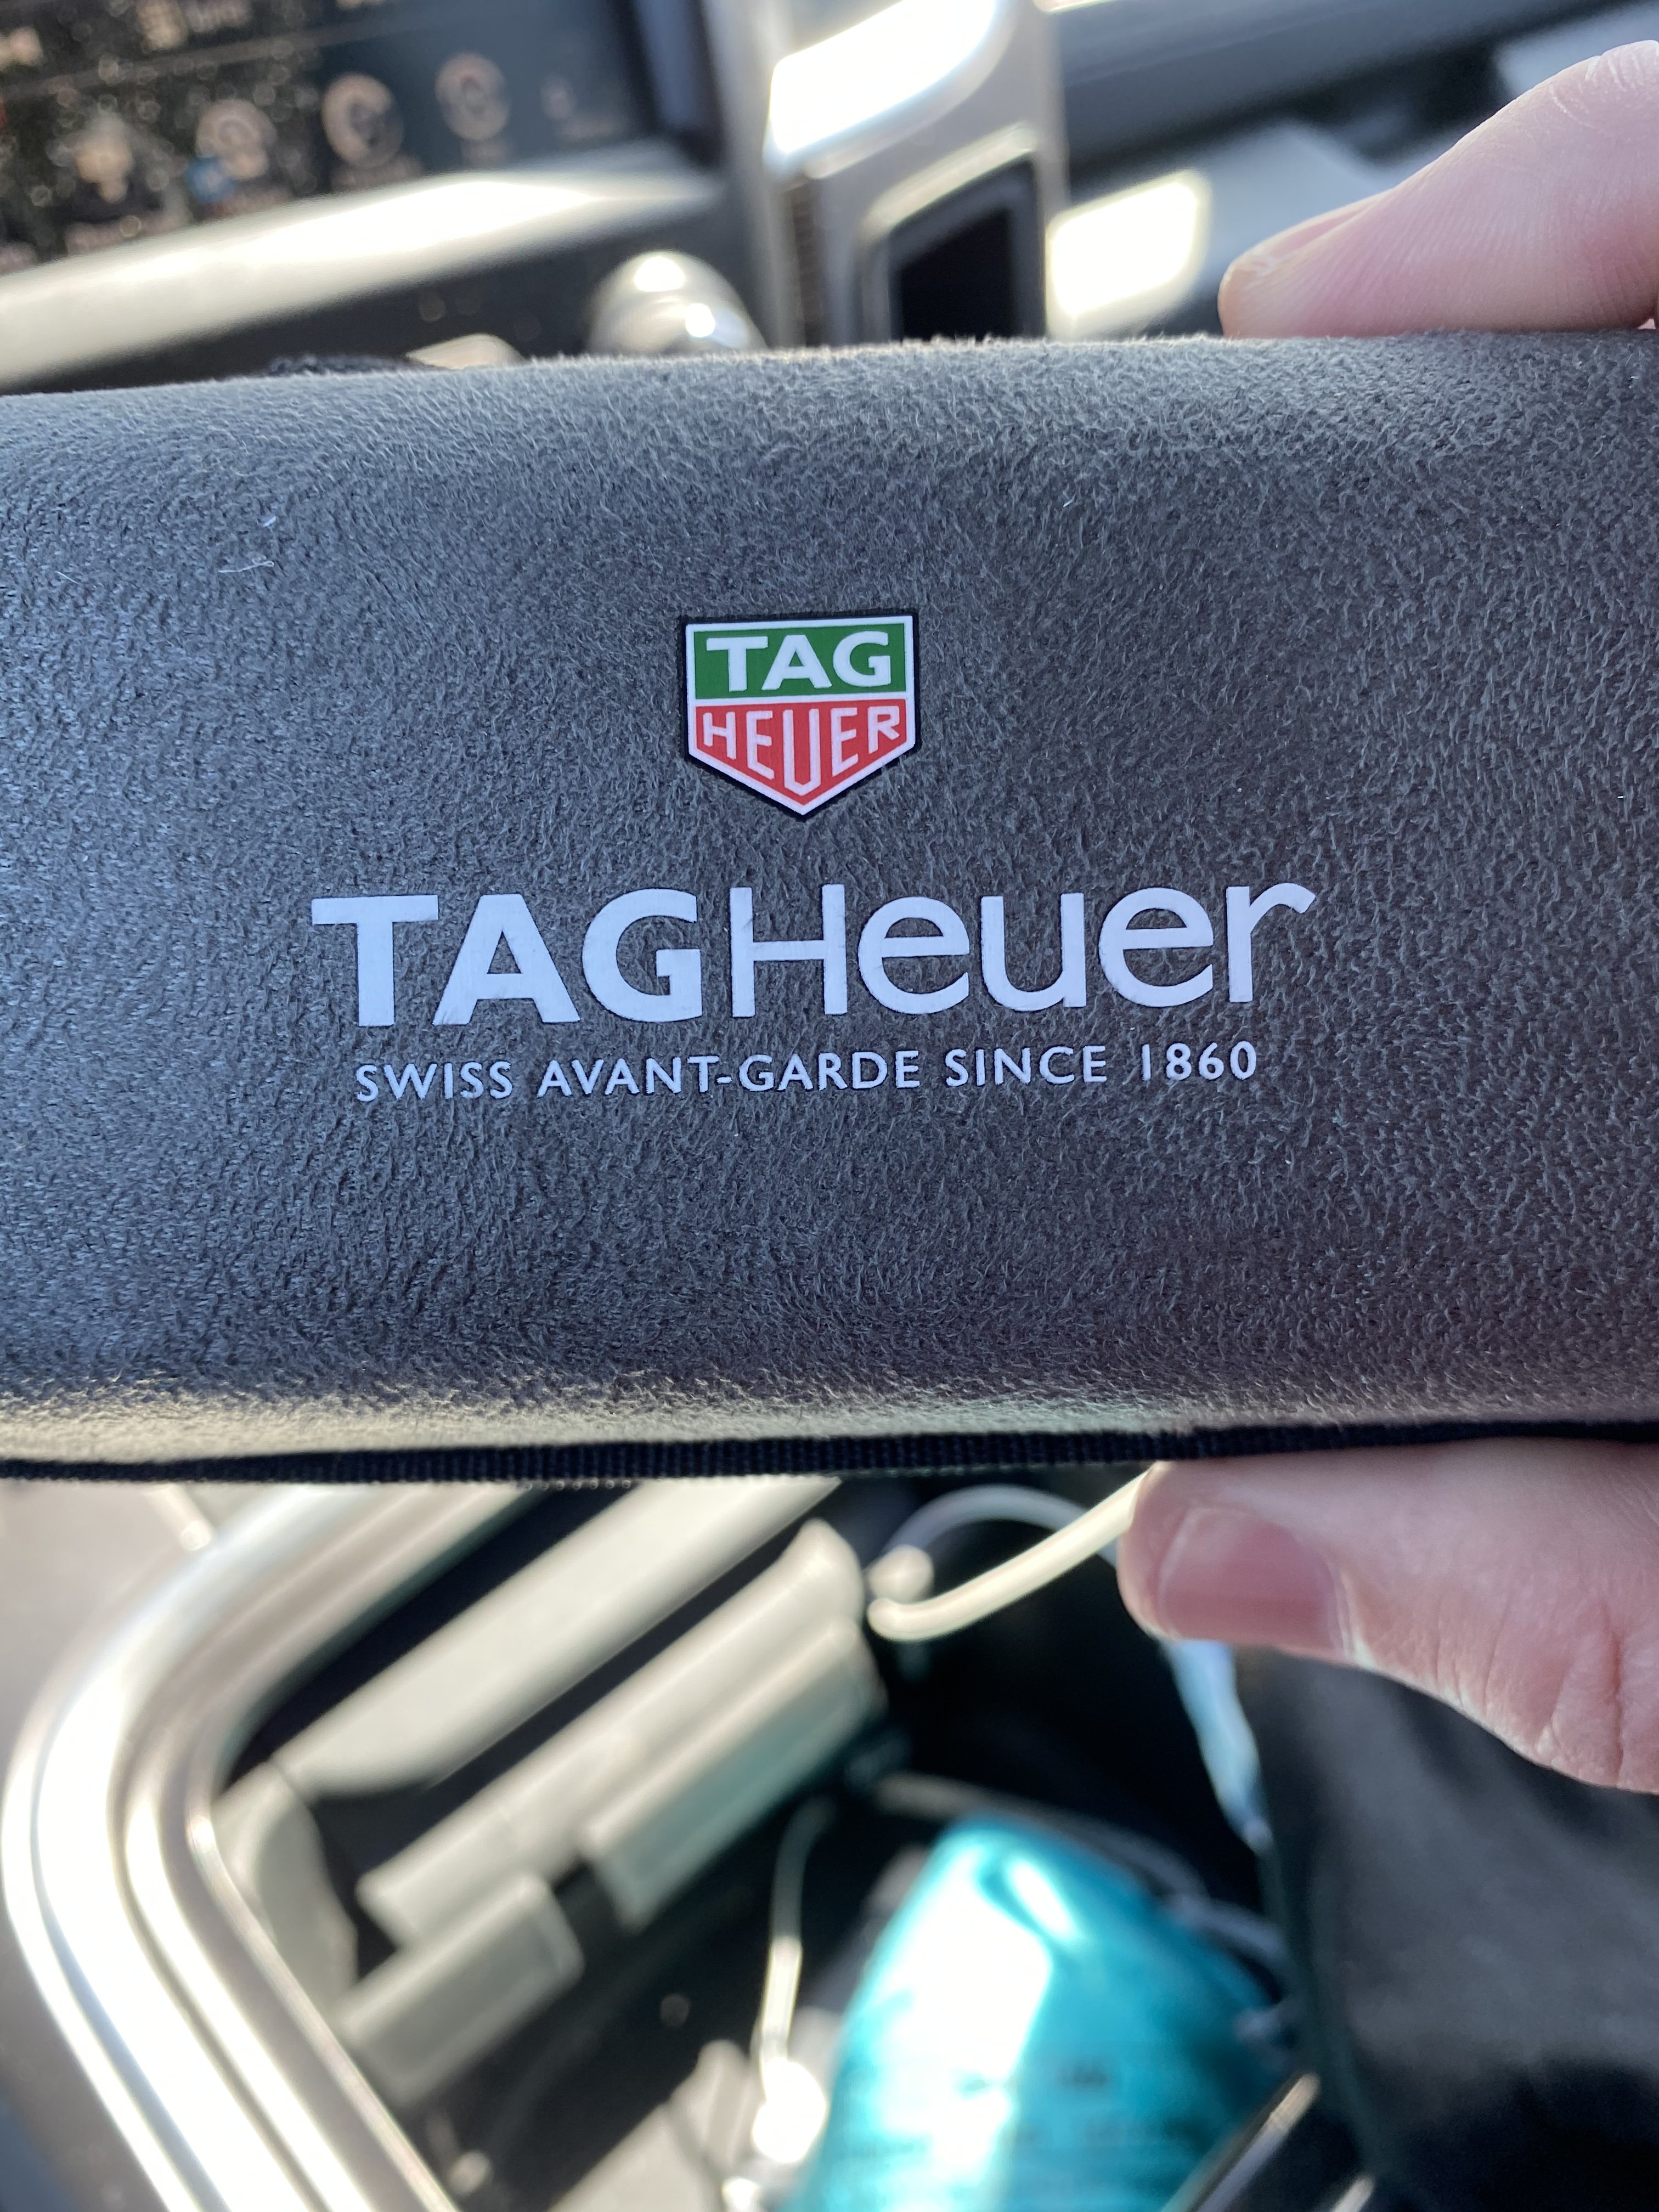 TAG
HEUER
TAGHeuer
SWISS AVANT-GARDE SINCE 1860